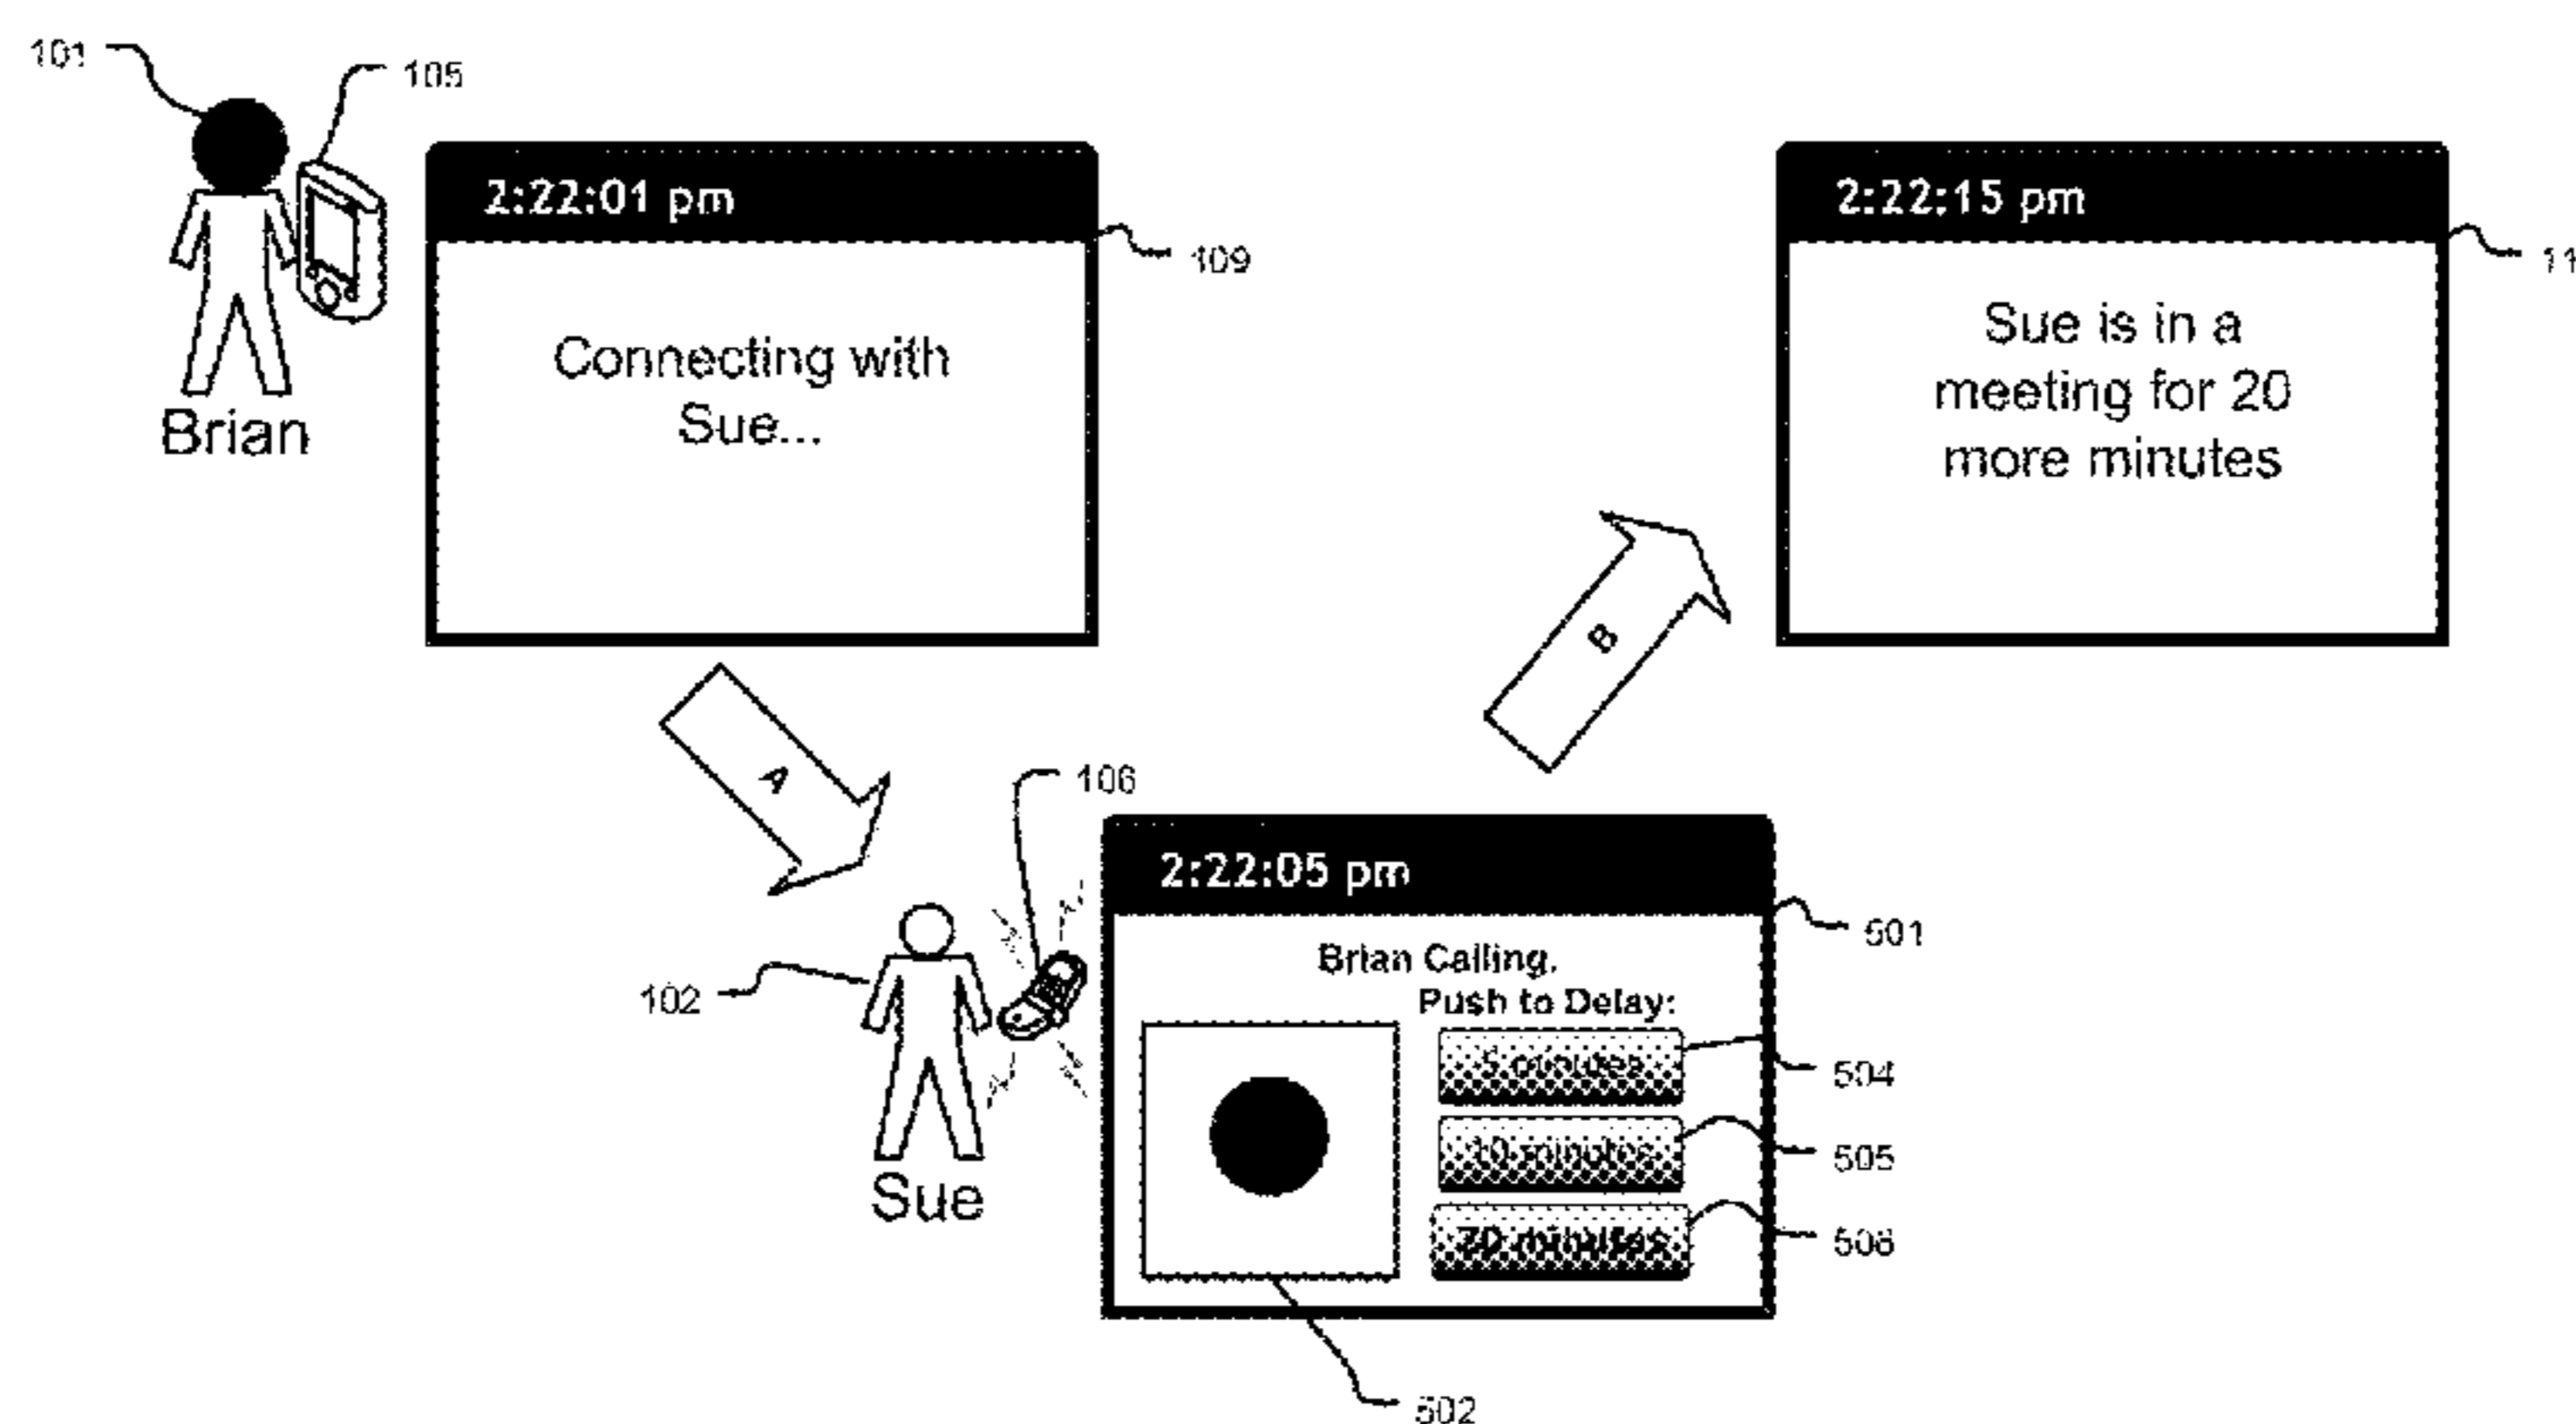 101
105
2:22:01 pm
109
Connecting with
Sue...
Brian
2:22:15 pm
11
Sue is in a
meeting for 20
more minutes
A
B
106
2:22:05 pm
501
Brian Calling.
Push to Delay:
5 minutes
504
10 minutes
505
20 minutes
506
102
Sue
502